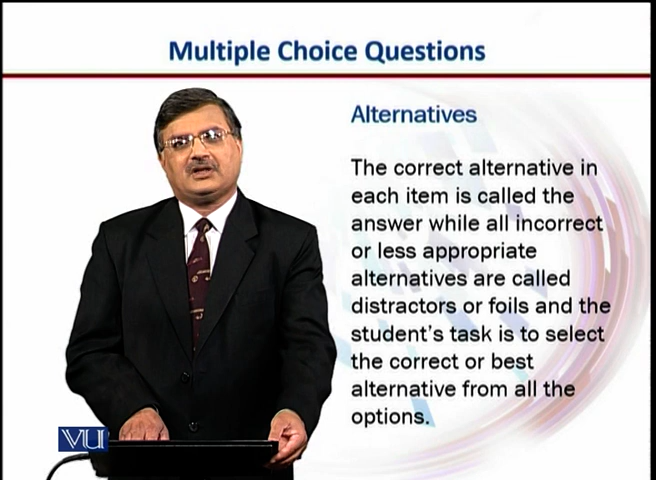 Multiple Choice Questions
Alternatives
The correct alternative in
each item is called the
answer while all incorrect
or less appropriate
alternatives are called
distractors or foils and the
student's task is to select
the correct or best
alternative from all the
options.
VU